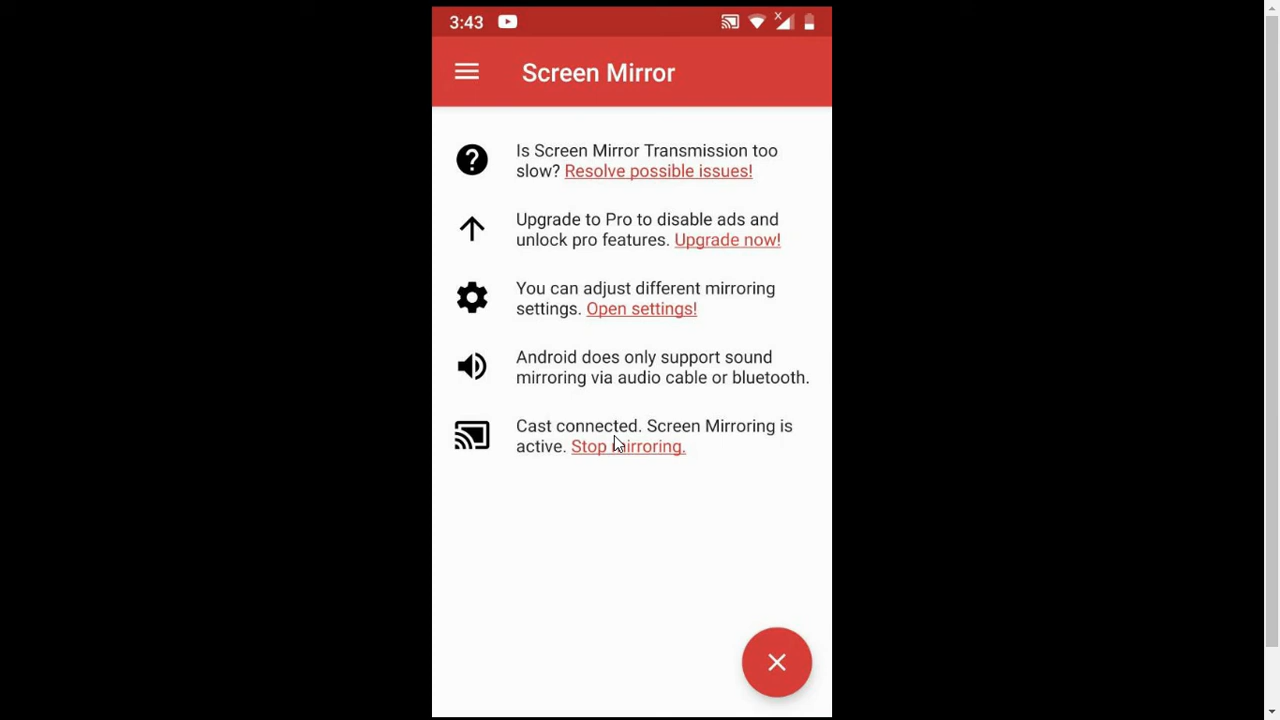 3:43
Screen Mirror
Is Screen Mirror Transmission too
slow? Resolve possible issues!
Upgrade to Pro to disable ads and
unlock pro features. Upgrade now!
You can adjust different mirroring
settings. Open settings!
Android does only support sound
mirroring via audio cable or bluetooth.
Cast connected. Screen Mirroring is
active. Stop mirroring.